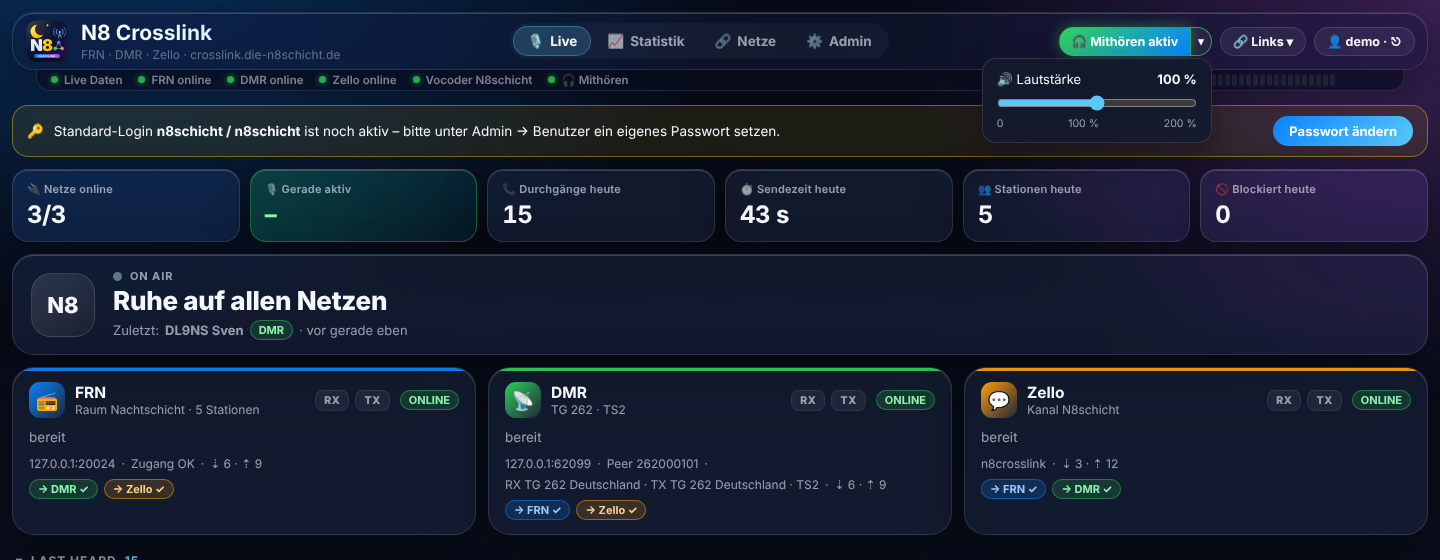 N8 Crosslink
FRN · DMR · Zello · crosslink.die-n8schicht.de
🎙️ Live
📈 Statistik
🔗 Netze
⚙️ Admin
🎧 Mithören aktiv ▾
🔗 Links ▾
👤 demo · ⎋
Live Daten
FRN online
DMR online
Zello online
Vocoder N8schicht
🎧 Mithören
🔊 Lautstärke 100 %
0 100 % 200 %
🔑 Standard-Login n8schicht / n8schicht ist noch aktiv – bitte unter Admin → Benutzer ein eigenes Passwort setzen.
Passwort ändern
🔌 Netze online
3/3
🎙️ Gerade aktiv
–
📞 Durchgänge heute
15
⏱️ Sendezeit heute
43 s
👥 Stationen heute
5
🚫 Blockiert heute
0
N8
ON AIR
Ruhe auf allen Netzen
Zuletzt: DL9NS Sven DMR · vor gerade eben
FRN
Raum Nachtschicht · 5 Stationen
RX TX ONLINE
bereit
127.0.0.1:20024 · Zugang OK · ↓ 6 · ↑ 9
→ DMR ✓ → Zello ✓
DMR
TG 262 · TS2
RX TX ONLINE
bereit
127.0.0.1:62099 · Peer 262000101 ·
RX TG 262 Deutschland · TX TG 262 Deutschland · TS2 · ↓ 6 · ↑ 9
→ FRN ✓ → Zello ✓
Zello
Kanal N8schicht
RX TX ONLINE
bereit
n8crosslink · ↓ 3 · ↑ 12
→ FRN ✓ → DMR ✓
LAST HEARD 15